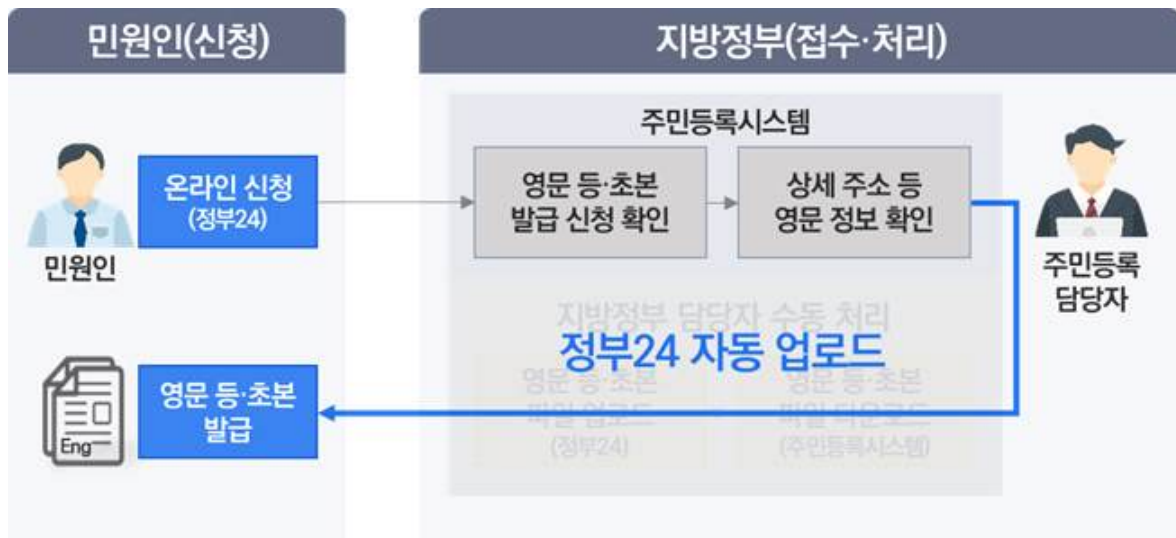 민원인(신청)
지방정부(접수·처리)
주민등록시스템
온라인 신청
(정부24)
민원인
영문 등·초본
발급 신청 확인
상세 주소 등
영문 정보 확인
주민등록
담당자
지방정부 담당자 수동 처리
정부24 자동 업로드
영문 등·초본
파일 업로드
(정부24)
영문 등·초본
파일 다운로드
(주민등록시스템)
Eng
영문 등·초본
발급